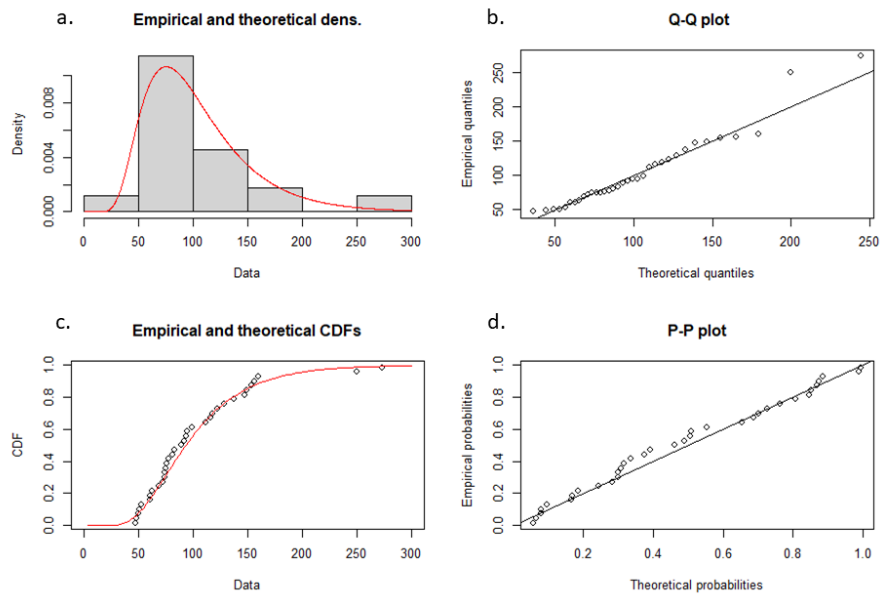 a.
Empirical and theoretical dens.
Density
0.000
0.004
0.008
0 50 100 150 200 250 300
Data
b.
Q-Q plot
Empirical quantiles
50 100 150 200 250
50 100 150 200 250
Theoretical quantiles
c.
Empirical and theoretical CDFs
CDF
0.0 0.2 0.4 0.6 0.8 1.0
0 50 100 150 200 250 300
Data
d.
P-P plot
Empirical probabilities
0.0 0.2 0.4 0.6 0.8 1.0
0.2 0.4 0.6 0.8 1.0
Theoretical probabilities